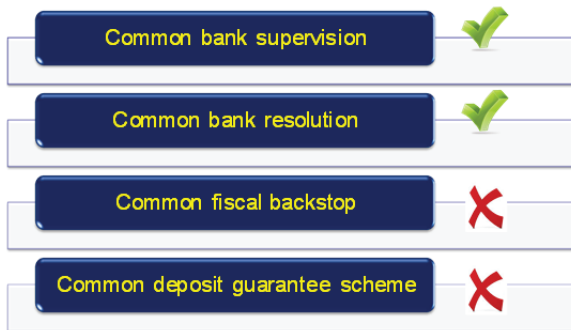 Common bank supervision
Common bank resolution
Common fiscal backstop
Common deposit guarantee scheme